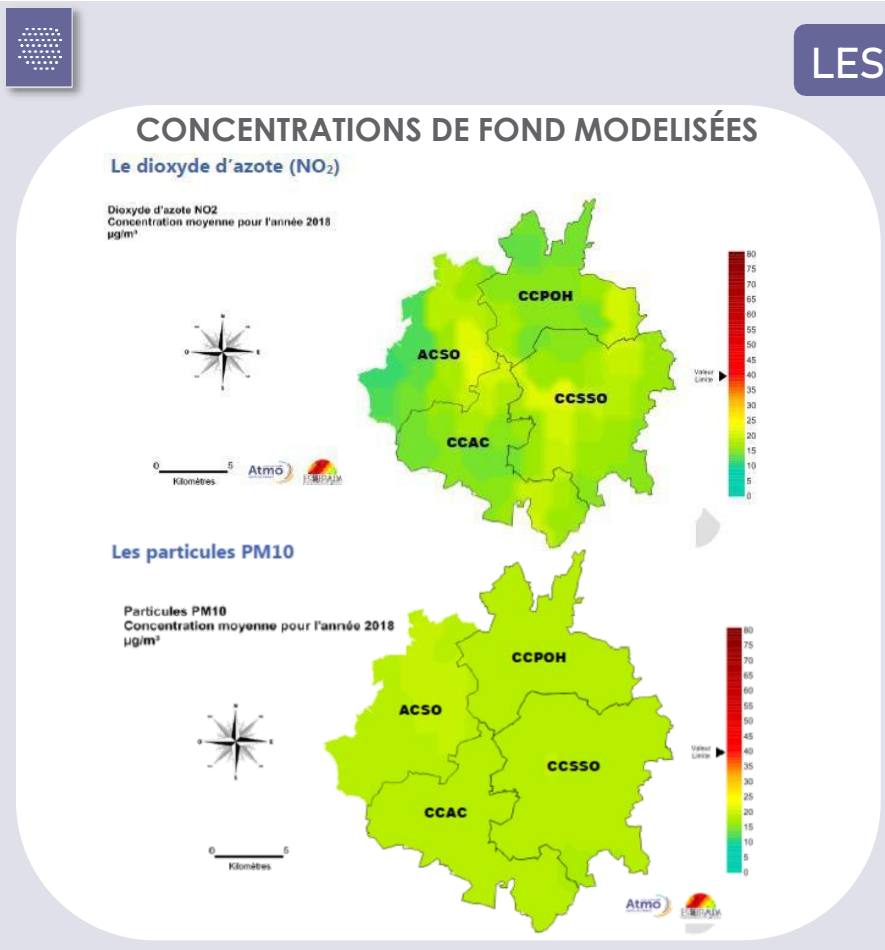 LES
CONCENTRATIONS DE FOND MODELISÉES
Le dioxyde d'azote (NO₂)
Dioxyde d'azote NO2
Concentration moyenne pour l'année 2018
µg/m³
CCPOH
ACSO
CCSSO
CCAC
80
75
70
65
60
55
50
45
40
35
30
25
20
15
10
5
0
Valeur
Limite
0 5
Kilomètres
Atmo
Les particules PM10
Particules PM10
Concentration moyenne pour l'année 2018
µg/m³
CCPOH
ACSO
CCSSO
CCAC
80
75
70
65
60
55
50
45
40
35
30
25
20
15
10
5
0
Valeur
Limite
0 5
Kilomètres
Atmo